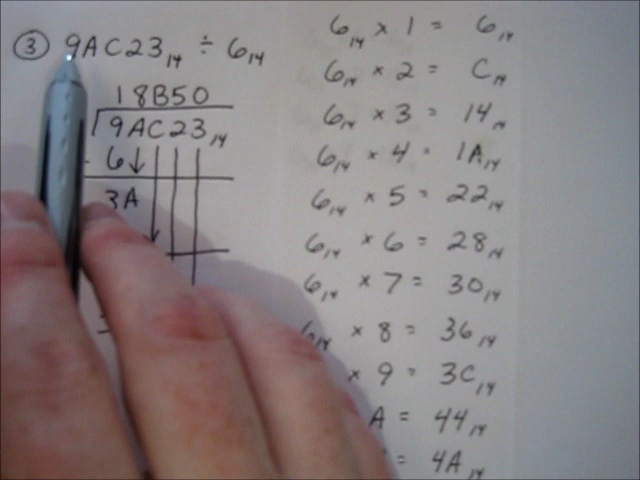 ③ 9AC23₁₄ ÷ 6₁₄
18B50
9AC23₁₄
- 6
3A
6₁₄ × 1 = 6₁₄
6₁₄ × 2 = C₁₄
6₁₄ × 3 = 14₁₄
6₁₄ × 4 = 1A₁₄
6₁₄ × 5 = 22₁₄
6₁₄ × 6 = 28₁₄
6₁₄ × 7 = 30₁₄
6₁₄ × 8 = 36₁₄
× 9 = 3C₁₄
A = 44₁₄
= 4A₁₄